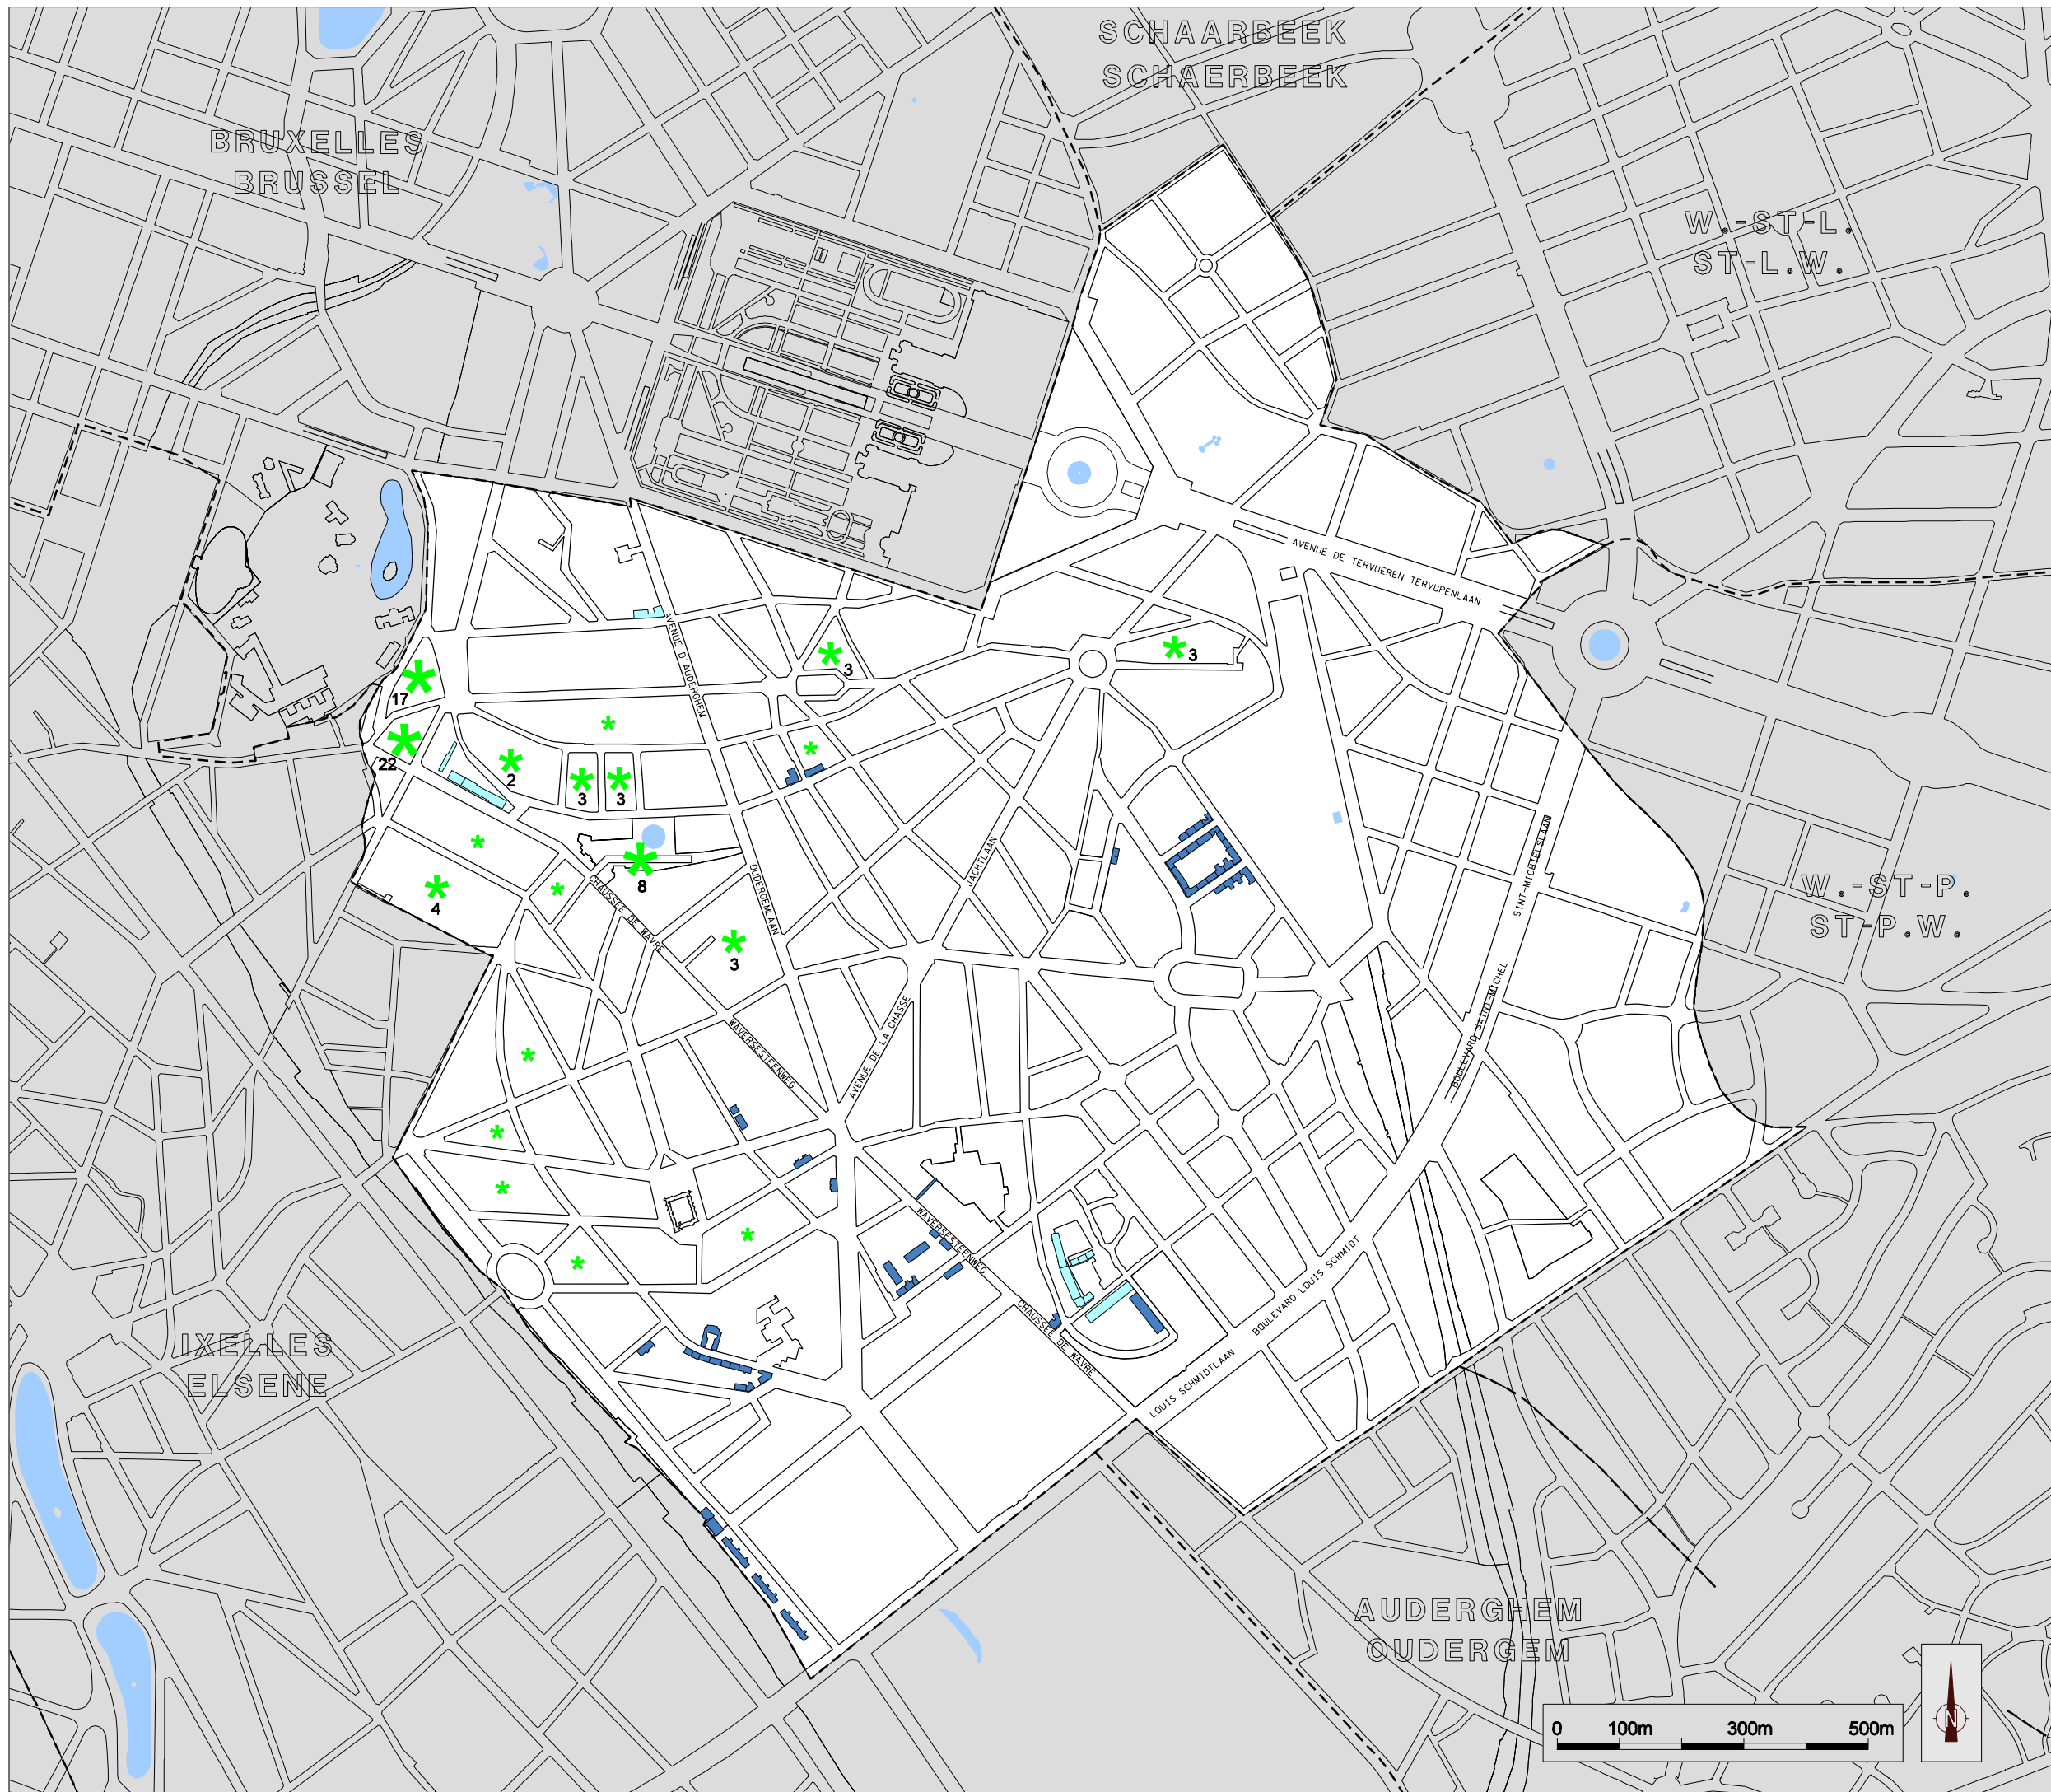 SCHAARBEEK
SCHAERBEEK
BRUXELLES
BRUSSEL
W.-ST-L.
ST-L.W.
AVENUE DE TERVUEREN TERVURENLAAN
AVENUE D'AUDERGHEM
3
3
17
22
2
3
3
8
4
3
OUDERGEMLAAN
CHAUSSEE DE WAVRE
JACHTLAAN
SINT-MICHIELSLAAN
W.-ST-P.
ST-P.W.
BOULEVARD SAINT-MICHEL
WAVERSESTEENWEG
AVENUE DE LA CHASSE
WAVERSESTEENWEG
CHAUSSEE DE WAVRE
BOULEVARD LOUIS SCHMIDT
LOUIS SCHMIDTLAAN
IXELLES
ELSENE
AUDERGHEM
OUDERGEM
0 100m 300m 500m
N